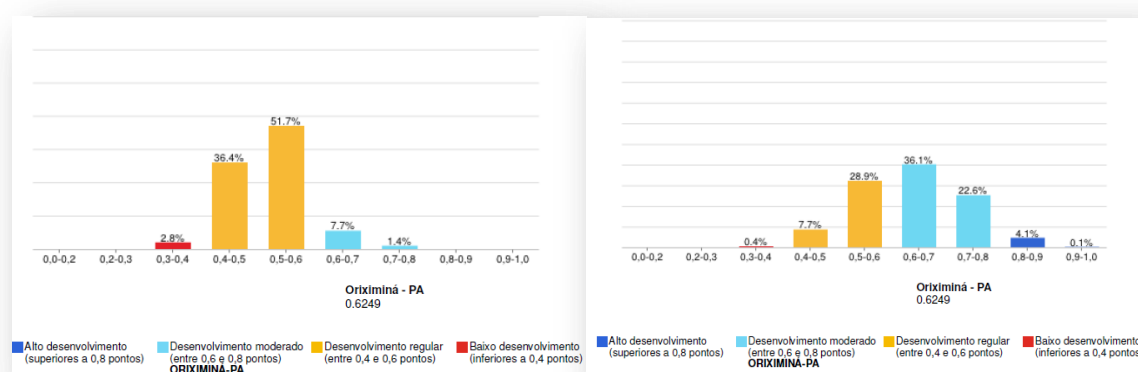 51.7%
36.4%
7.7%
2.8%
1.4%
0,0-0,2 0,2-0,3 0,3-0,4 0,4-0,5 0,5-0,6 0,6-0,7 0,7-0,8 0,8-0,9 0,9-1,0
Oriximiná - PA
0.6249
Alto desenvolvimento (superiores a 0,8 pontos)
Desenvolvimento moderado (entre 0,6 e 0,8 pontos)
Desenvolvimento regular (entre 0,4 e 0,6 pontos)
Baixo desenvolvimento (inferiores a 0,4 pontos)
ORIXIMINÁ-PA
36.1%
28.9%
22.6%
7.7%
4.1%
0.4%
0.1%
0,0-0,2 0,2-0,3 0,3-0,4 0,4-0,5 0,5-0,6 0,6-0,7 0,7-0,8 0,8-0,9 0,9-1,0
Oriximiná - PA
0.6249
Alto desenvolvimento (superiores a 0,8 pontos)
Desenvolvimento moderado (entre 0,6 e 0,8 pontos)
Desenvolvimento regular (entre 0,4 e 0,6 pontos)
Baixo desenvolvimento (inferiores a 0,4 pontos
ORIXIMINÁ-PA